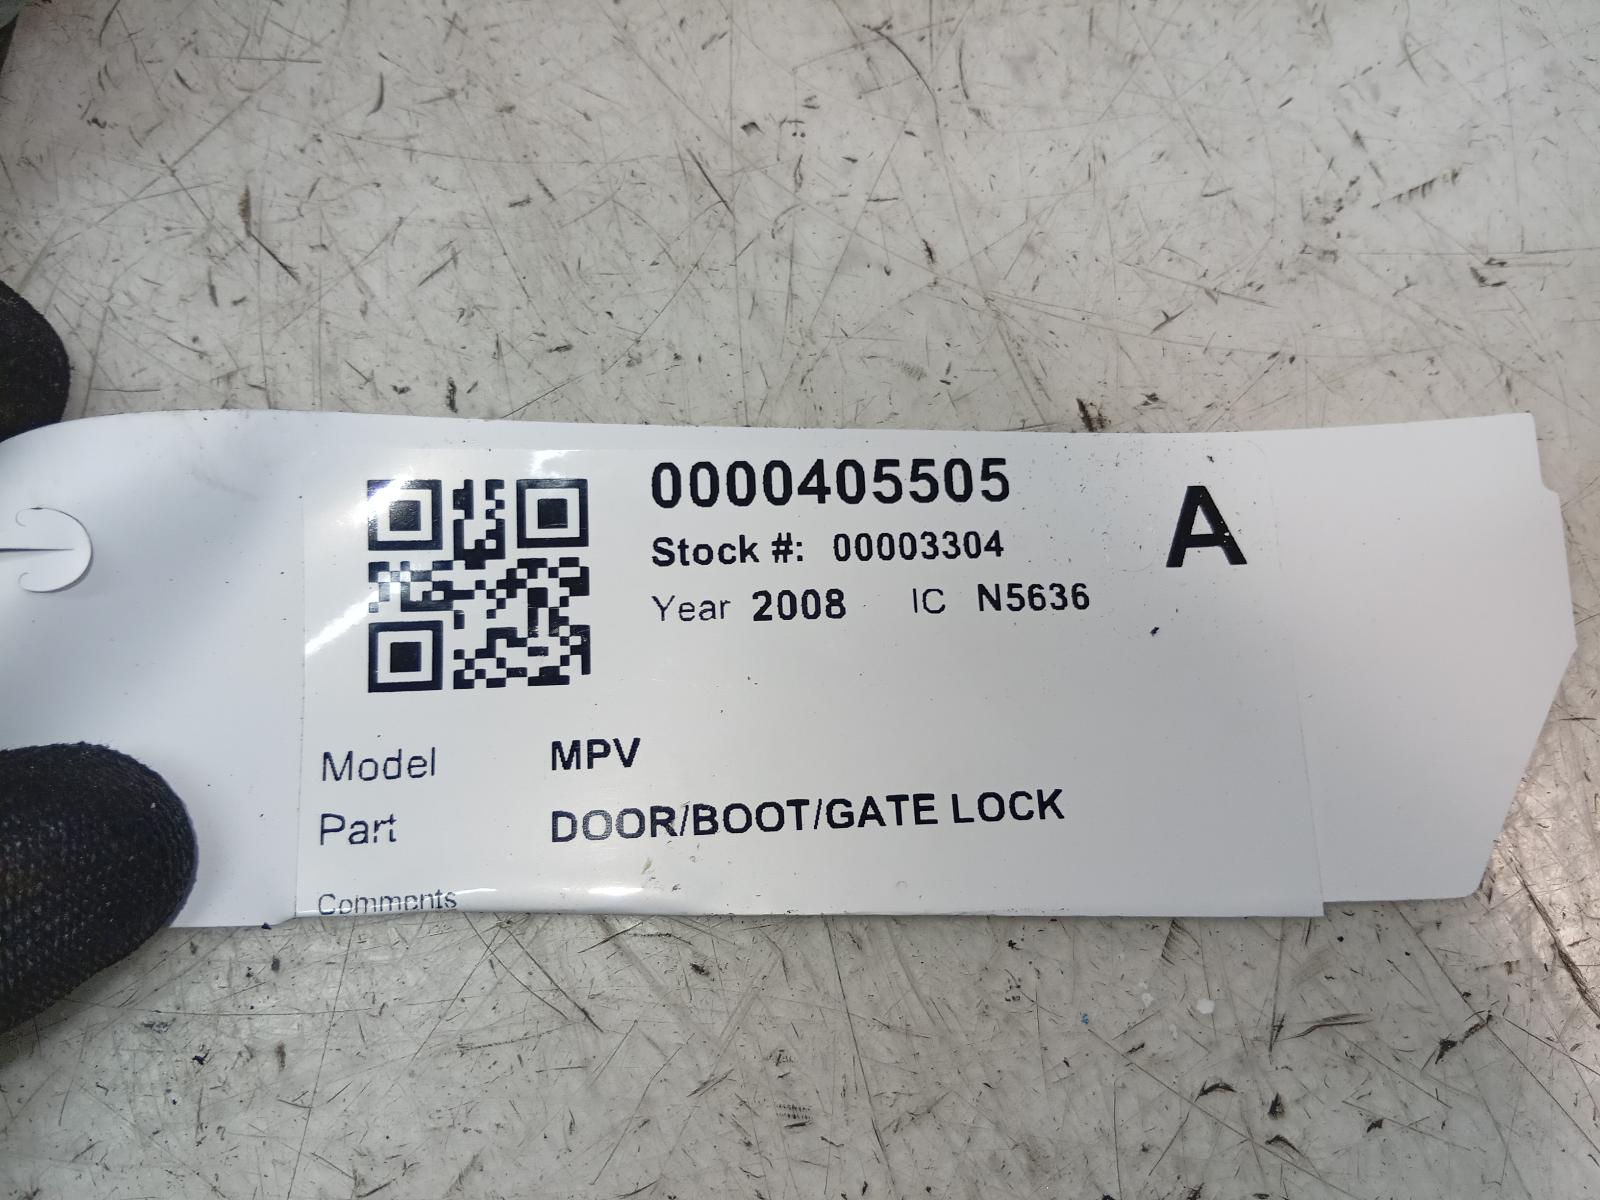 0000405505
A
Stock #: 00003304
Year 2008 IC N5636
Model MPV
Part DOOR/BOOT/GATE LOCK
Comments